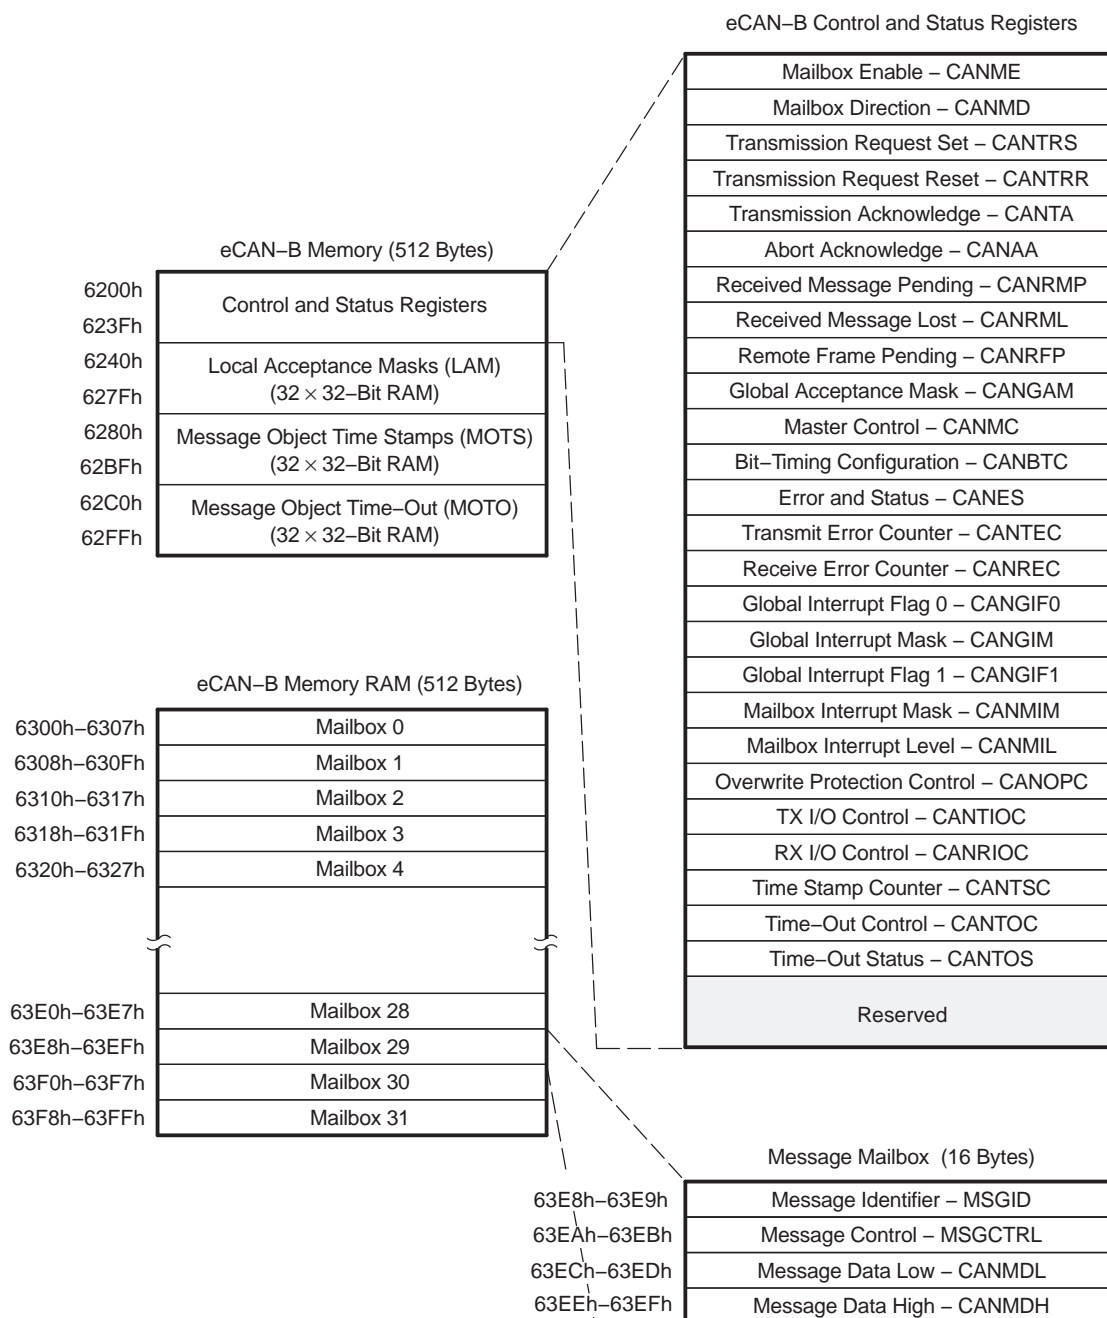 eCAN–B Control and Status Registers
Mailbox Enable – CANME
Mailbox Direction – CANMD
Transmission Request Set – CANTRS
Transmission Request Reset – CANTRR
Transmission Acknowledge – CANTA
Abort Acknowledge – CANAA
Received Message Pending – CANRMP
Received Message Lost – CANRML
Remote Frame Pending – CANRFP
Global Acceptance Mask – CANGAM
Master Control – CANMC
Bit–Timing Configuration – CANBTC
Error and Status – CANES
Transmit Error Counter – CANTEC
Receive Error Counter – CANREC
Global Interrupt Flag 0 – CANGIF0
Global Interrupt Mask – CANGIM
Global Interrupt Flag 1 – CANGIF1
Mailbox Interrupt Mask – CANMIM
Mailbox Interrupt Level – CANMIL
Overwrite Protection Control – CANOPC
TX I/O Control – CANTIOC
RX I/O Control – CANRIOC
Time Stamp Counter – CANTSC
Time–Out Control – CANTOC
Time–Out Status – CANTOS
Reserved
eCAN–B Memory (512 Bytes)
6200h
Control and Status Registers
623Fh
6240h
Local Acceptance Masks (LAM)
(32 × 32–Bit RAM)
627Fh
6280h
Message Object Time Stamps (MOTS)
(32 × 32–Bit RAM)
62BFh
62C0h
Message Object Time–Out (MOTO)
(32 × 32–Bit RAM)
62FFh
eCAN–B Memory RAM (512 Bytes)
6300h–6307h Mailbox 0
6308h–630Fh Mailbox 1
6310h–6317h Mailbox 2
6318h–631Fh Mailbox 3
6320h–6327h Mailbox 4
63E0h–63E7h Mailbox 28
63E8h–63EFh Mailbox 29
63F0h–63F7h Mailbox 30
63F8h–63FFh Mailbox 31
Message Mailbox (16 Bytes)
63E8h–63E9h Message Identifier – MSGID
63EAh–63EBh Message Control – MSGCTRL
63ECh–63EDh Message Data Low – CANMDL
63EEh–63EFh Message Data High – CANMDH